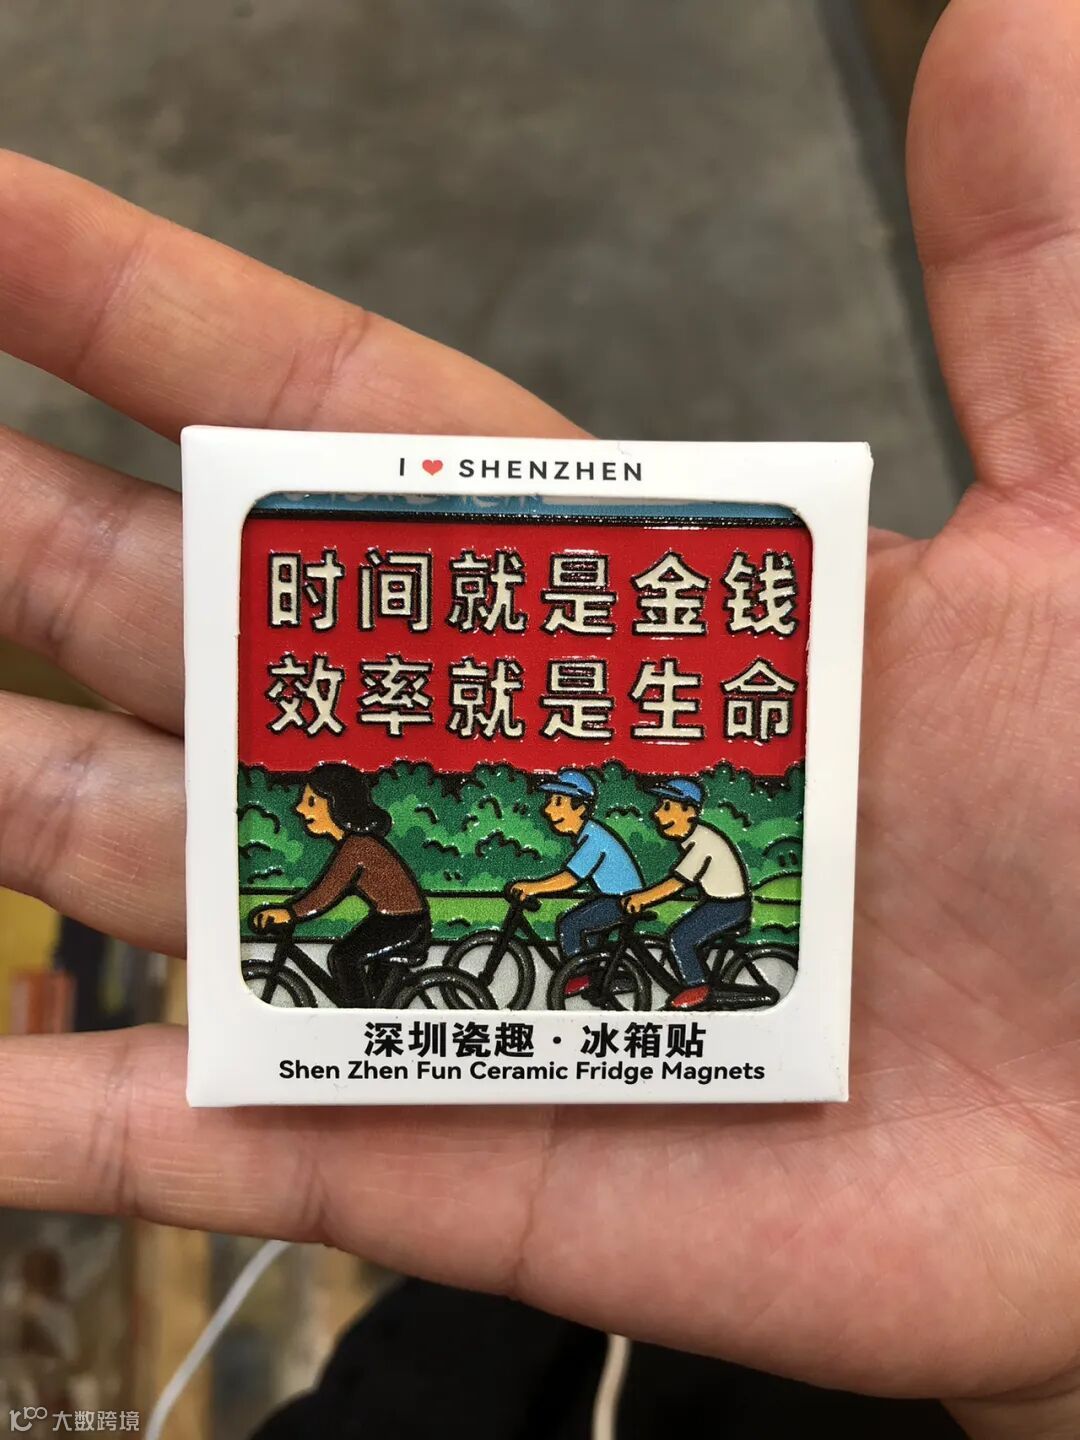 I ❤ SHENZHEN
时间就是金钱
效率就是生命
深圳瓷趣·冰箱贴
Shen Zhen Fun Ceramic Fridge Magnets
大数跨境